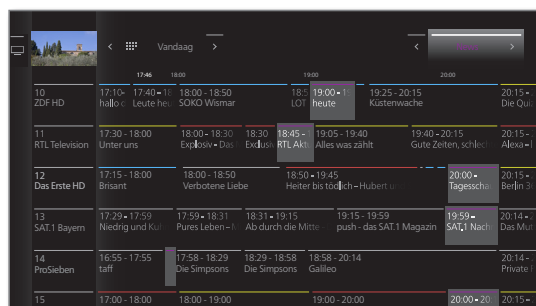 Vandaag
17:46 18:00 19:00 20:00
10 17:10- 17:40 - 18 18:00 - 18:50 18:5 19:00 - 1 19:25 - 20:15 20:15 -
ZDF HD hallo d Leute heu SOKO Wismar LOT heute Küstenwache Die Qui
11 17:30 - 18:00 18:00 - 18:30 18:30 18:45 - 19:05 - 19:40 19:40 - 20:15 20:15 -
RTL Television Unter uns Explosiv - Das Exclusiv RTL Aktu Alles was zählt Gute Zeiten, schlech Alexa - l
12 17:15 - 18:00 18:00 - 18:50 18:50 - 19:45 20:00 - 20:15 -
Das Erste HD Brisant Verbotene Liebe Heiter bis tödlich - Hubert u Tagesscha Berlin 36
13 17:29 - 17:59 17:59 - 18:31 18:31 - 19:15 19:15 - 19:59 19:59 - 20:14 - 2
SAT.1 Bayern Niedrig und Ku Pures Leben - M Ab durch die Mitte - push - das SAT.1 Magazin SAT.1 Nach Das Mut
14 16:55 - 17:55 17:58 - 18:29 18:29 - 18:58 18:58 - 20:14 20:14 -
ProSieben taff Die Simpsons Die Simpsons Galileo Private P
15 17:00 - 18:00 18:00 - 19:00 19:00 - 20:00 20:00 - 20: 20:15 -